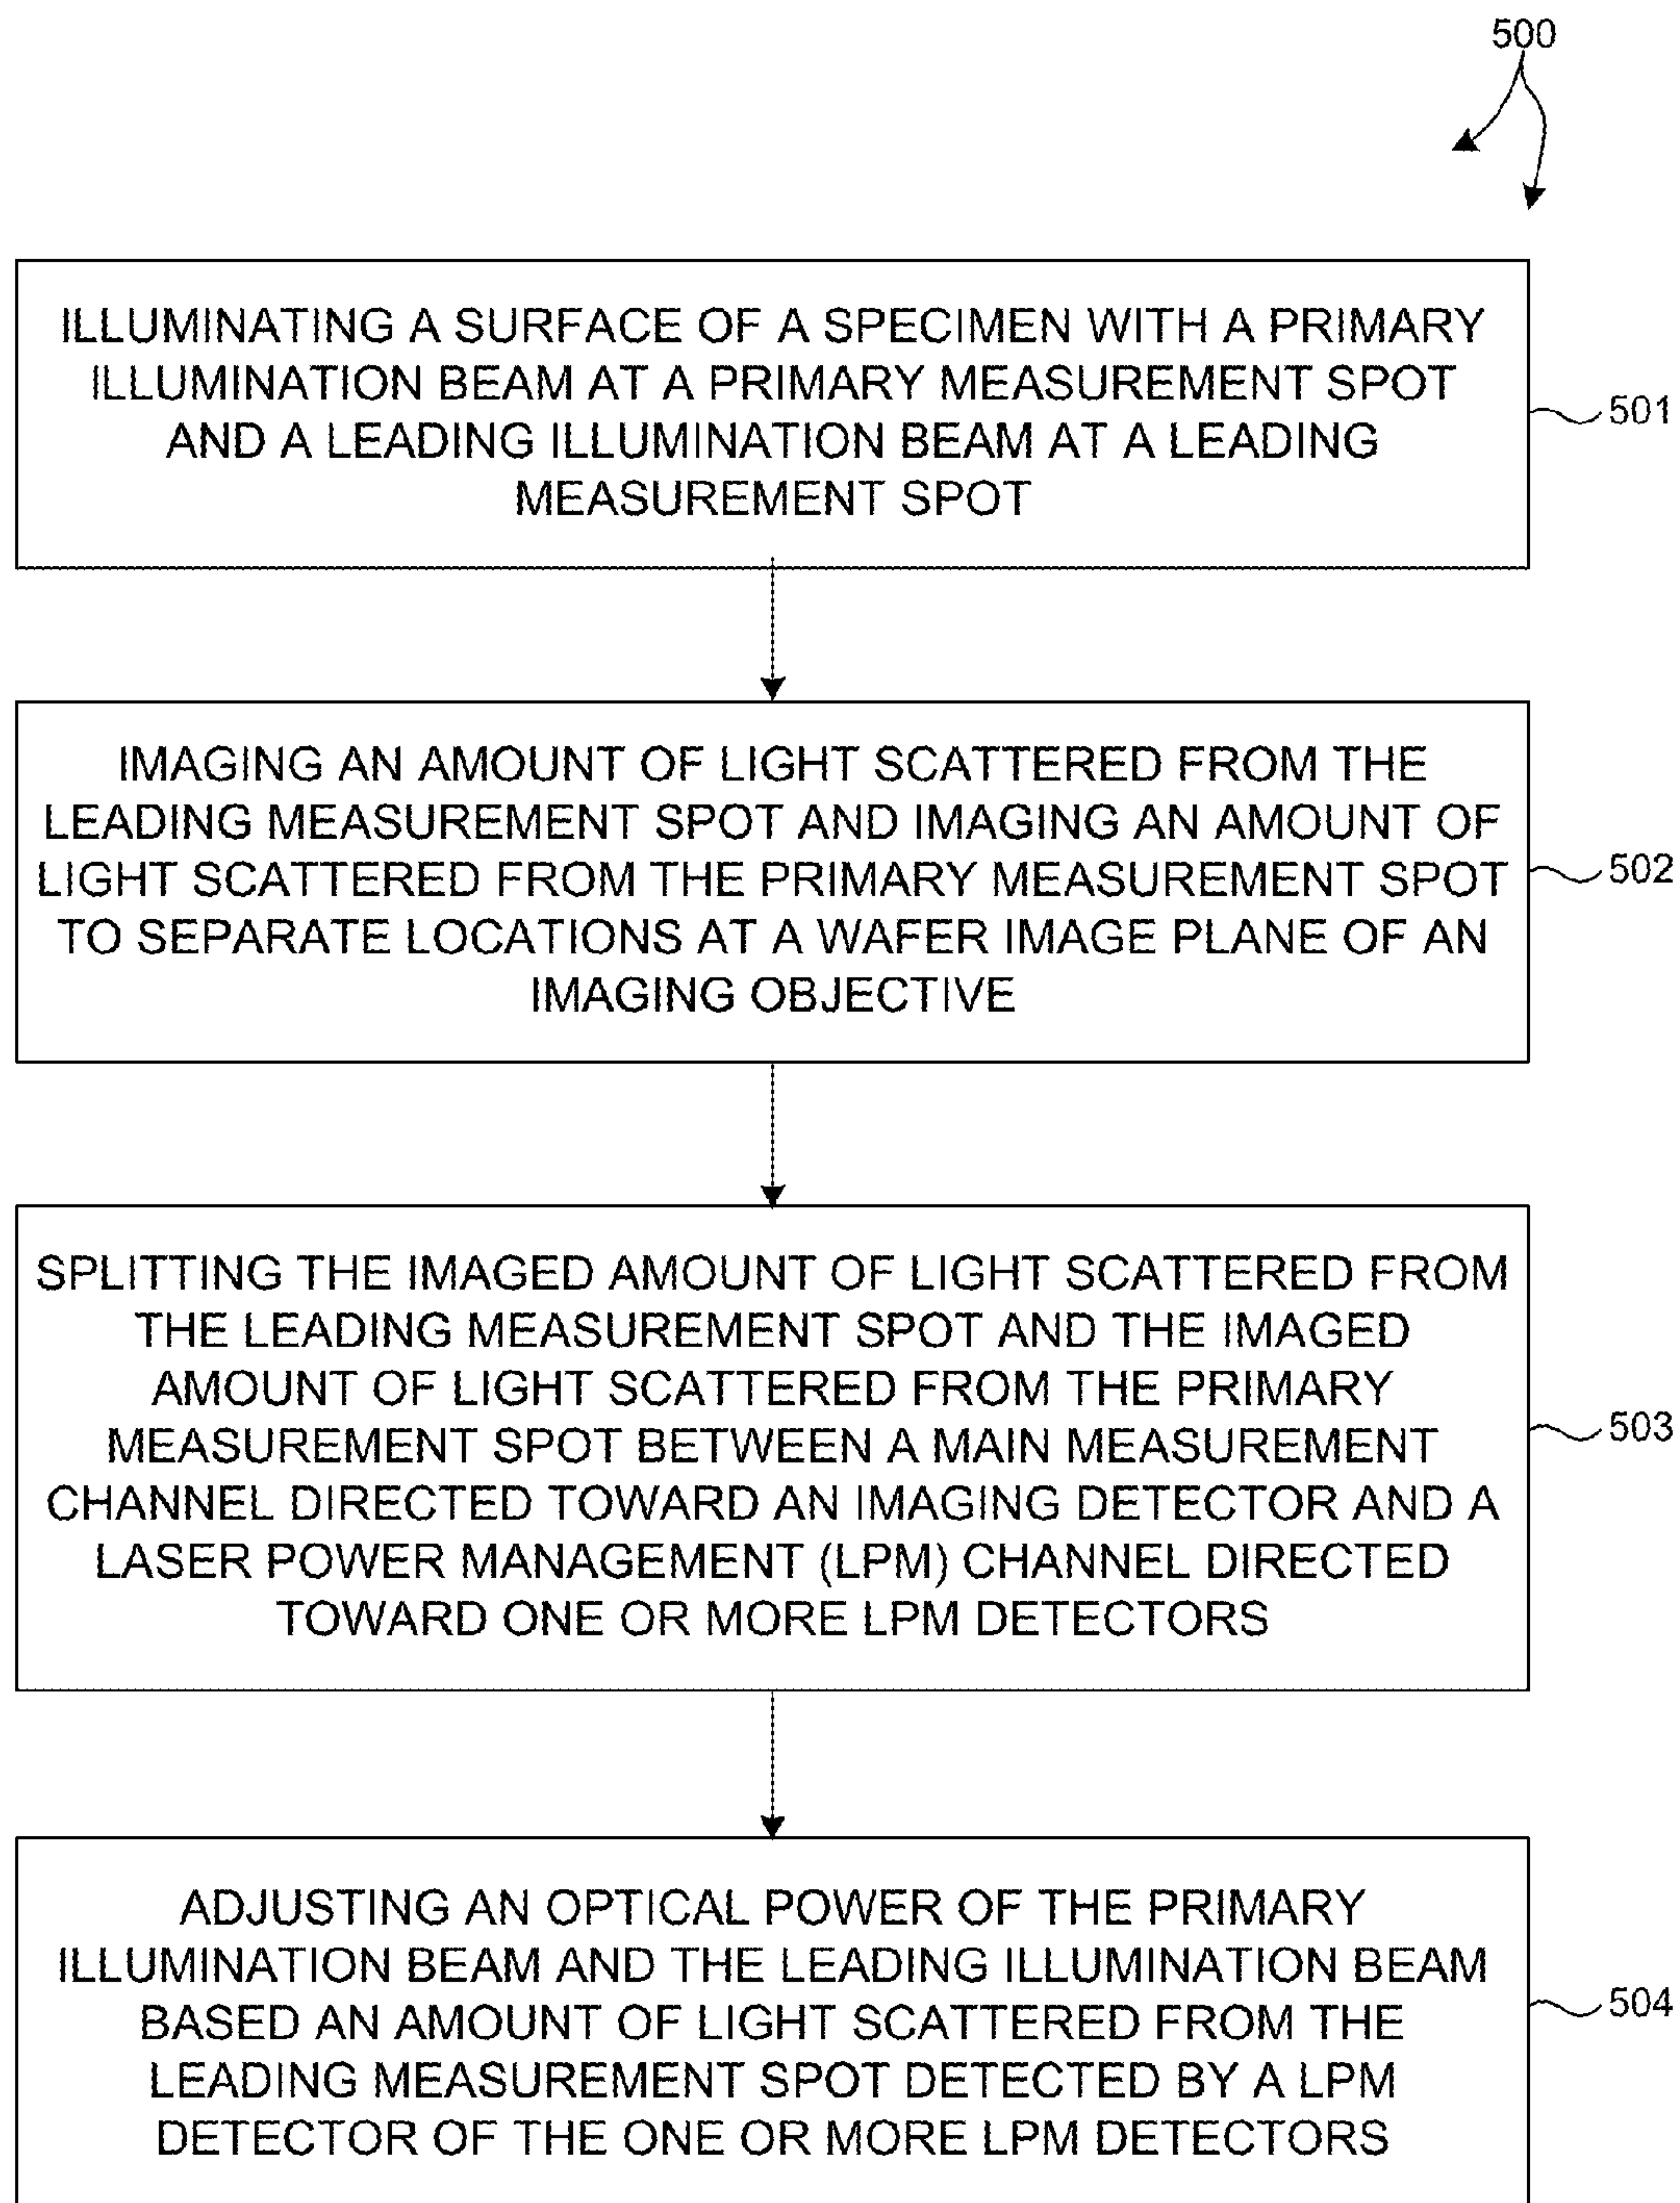 500
ILLUMINATING A SURFACE OF A SPECIMEN WITH A PRIMARY
ILLUMINATION BEAM AT A PRIMARY MEASUREMENT SPOT
AND A LEADING ILLUMINATION BEAM AT A LEADING
MEASUREMENT SPOT
501
IMAGING AN AMOUNT OF LIGHT SCATTERED FROM THE
LEADING MEASUREMENT SPOT AND IMAGING AN AMOUNT OF
LIGHT SCATTERED FROM THE PRIMARY MEASUREMENT SPOT
TO SEPARATE LOCATIONS AT A WAFER IMAGE PLANE OF AN
IMAGING OBJECTIVE
502
SPLITTING THE IMAGED AMOUNT OF LIGHT SCATTERED FROM
THE LEADING MEASUREMENT SPOT AND THE IMAGED
AMOUNT OF LIGHT SCATTERED FROM THE PRIMARY
MEASUREMENT SPOT BETWEEN A MAIN MEASUREMENT
CHANNEL DIRECTED TOWARD AN IMAGING DETECTOR AND A
LASER POWER MANAGEMENT (LPM) CHANNEL DIRECTED
TOWARD ONE OR MORE LPM DETECTORS
503
ADJUSTING AN OPTICAL POWER OF THE PRIMARY
ILLUMINATION BEAM AND THE LEADING ILLUMINATION BEAM
BASED AN AMOUNT OF LIGHT SCATTERED FROM THE
LEADING MEASUREMENT SPOT DETECTED BY A LPM
DETECTOR OF THE ONE OR MORE LPM DETECTORS
504